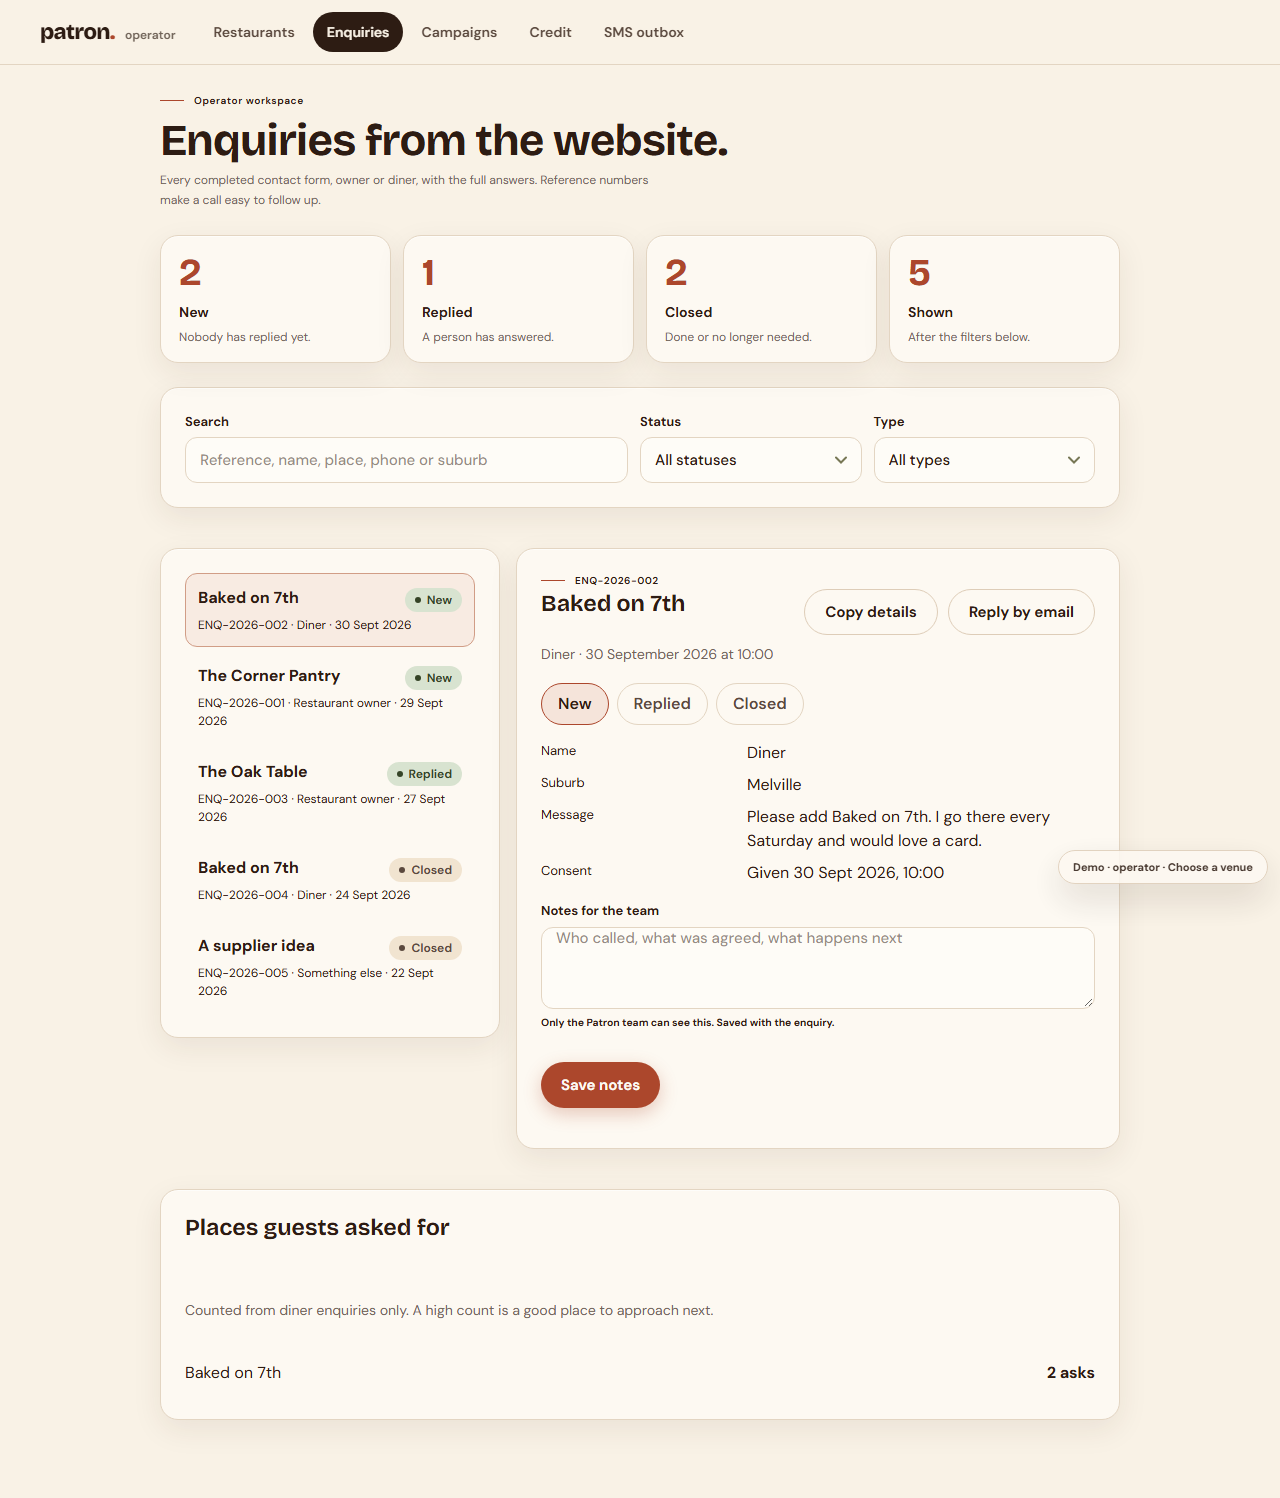 patron. operator Restaurants Enquiries Campaigns Credit SMS outbox
Operator workspace
Enquiries from the website.
Every completed contact form, owner or diner, with the full answers. Reference numbers
make a call easy to follow up.
2
New
Nobody has replied yet.
1
Replied
A person has answered.
2
Closed
Done or no longer needed.
5
Shown
After the filters below.
Search
Reference, name, place, phone or suburb
Status
All statuses
Type
All types
Baked on 7th
New
ENQ-2026-002 · Diner · 30 Sept 2026
The Corner Pantry
New
ENQ-2026-001 · Restaurant owner · 29 Sept
2026
The Oak Table
Replied
ENQ-2026-003 · Restaurant owner · 27 Sept
2026
Baked on 7th
Closed
ENQ-2026-004 · Diner · 24 Sept 2026
A supplier idea
Closed
ENQ-2026-005 · Something else · 22 Sept
2026
ENQ-2026-002
Baked on 7th
Copy details
Reply by email
Diner · 30 September 2026 at 10:00
New
Replied
Closed
Name Diner
Suburb Melville
Message Please add Baked on 7th. I go there every
Saturday and would love a card.
Consent Given 30 Sept 2026, 10:00
Demo · operator · Choose a venue
Notes for the team
Who called, what was agreed, what happens next
Only the Patron team can see this. Saved with the enquiry.
Save notes
Places guests asked for
Counted from diner enquiries only. A high count is a good place to approach next.
Baked on 7th 2 asks